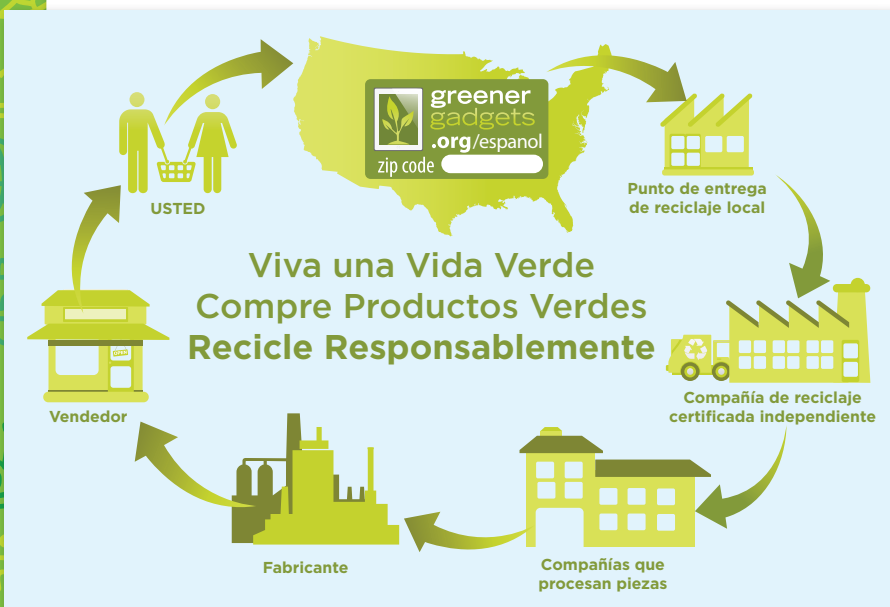 greener
gadgets
.org/espanol
zip code
USTED
Punto de entrega
de reciclaje local
Viva una Vida Verde
Compre Productos Verdes
Recicle Responsablemente
OPEN
Vendedor
Compañía de reciclaje
certificada independiente
Fabricante
Compañías que
procesan piezas